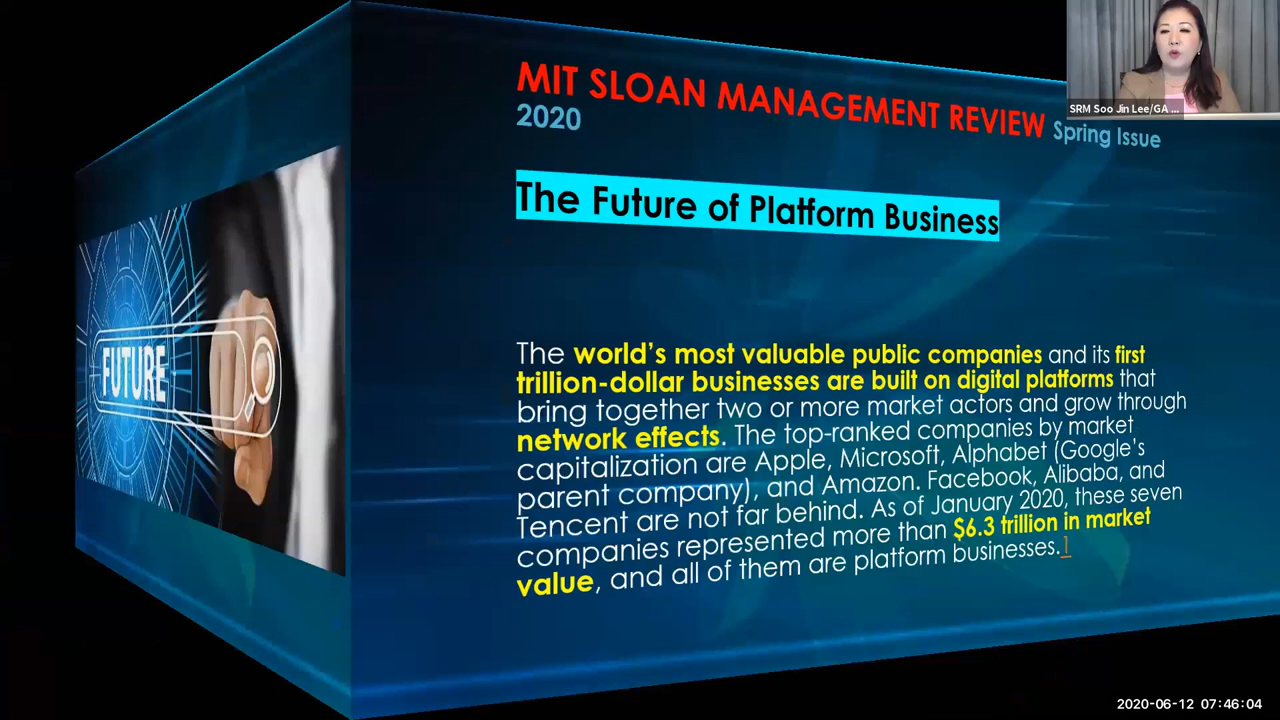 MIT SLOAN MANAGEMENT REVIEW Spring Issue
2020
SRM Soo Jin Lee/GA ...
The Future of Platform Business
FUTURE
The world's most valuable public companies and its first
trillion-dollar businesses are built on digital platforms that
bring together two or more market actors and grow through
network effects. The top-ranked companies by market
capitalization are Apple, Microsoft, Alphabet (Google's
parent company), and Amazon. Facebook, Alibaba, and
Tencent are not far behind. As of January 2020, these seven
companies represented more than $6.3 trillion in market
value, and all of them are platform businesses.1
2020-06-12 07:46:04